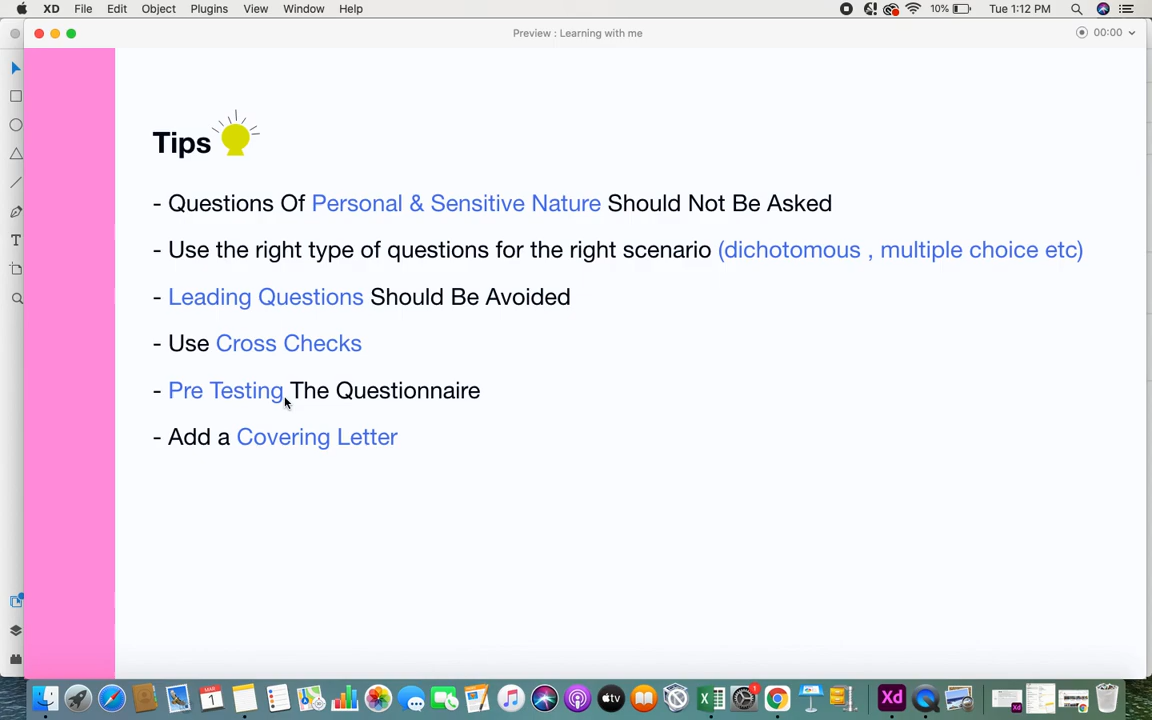 XD File Edit Object Plugins View Window Help 10% Tue 1:12 PM
Preview : Learning with me 00:00
Tips
- Questions Of Personal & Sensitive Nature Should Not Be Asked
- Use the right type of questions for the right scenario (dichotomous , multiple choice etc)
- Leading Questions Should Be Avoided
- Use Cross Checks
- Pre Testing The Questionnaire
- Add a Covering Letter